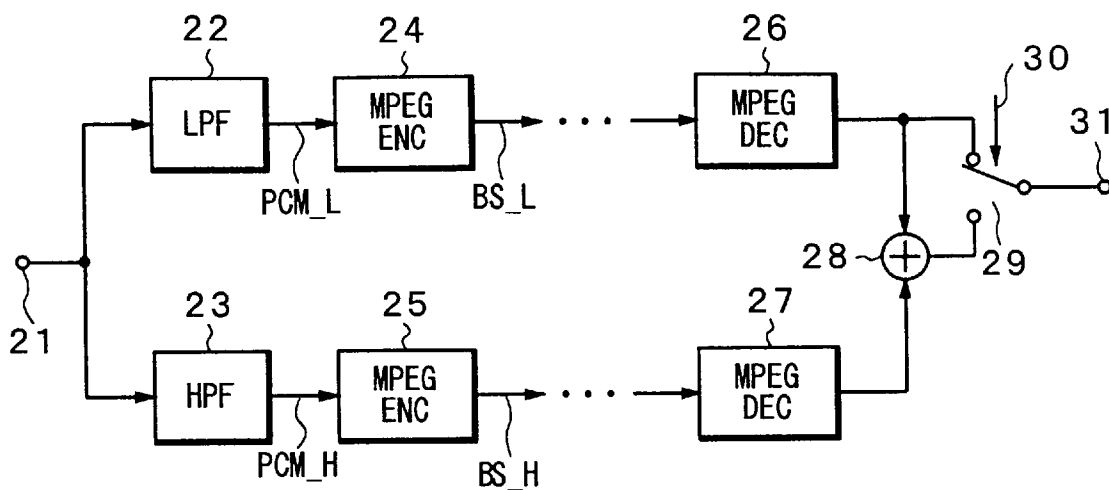 22
24
26
30
LPF
MPEG
ENC
MPEG
DEC
31
PCM_L
BS_L
28
29
21
23
25
27
HPF
MPEG
ENC
MPEG
DEC
PCM_H
BS_H